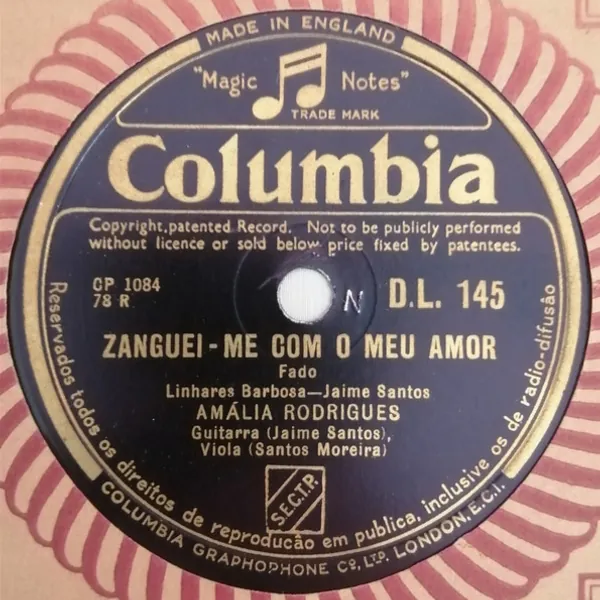 MADE IN ENGLAND
"Magic Notes"
TRADE MARK
Columbia
Copyright, patented Record. Not to be publicly performed
without licence or sold below price fixed by patentees.
CP 1084
78 R
N
D.L. 145
ZANGUEI-ME COM O MEU AMOR
Fado
Linhares Barbosa—Jaime Santos
AMÁLIA RODRIGUES
Guitarra (Jaime Santos),
Viola (Santos Moreira)
S.E.C.T.P.
Reservados todos os direitos de reproducão em publica, inclusive os de radio-difusão
COLUMBIA GRAPHOPHONE Co, LTD. LONDON, E.C.1.